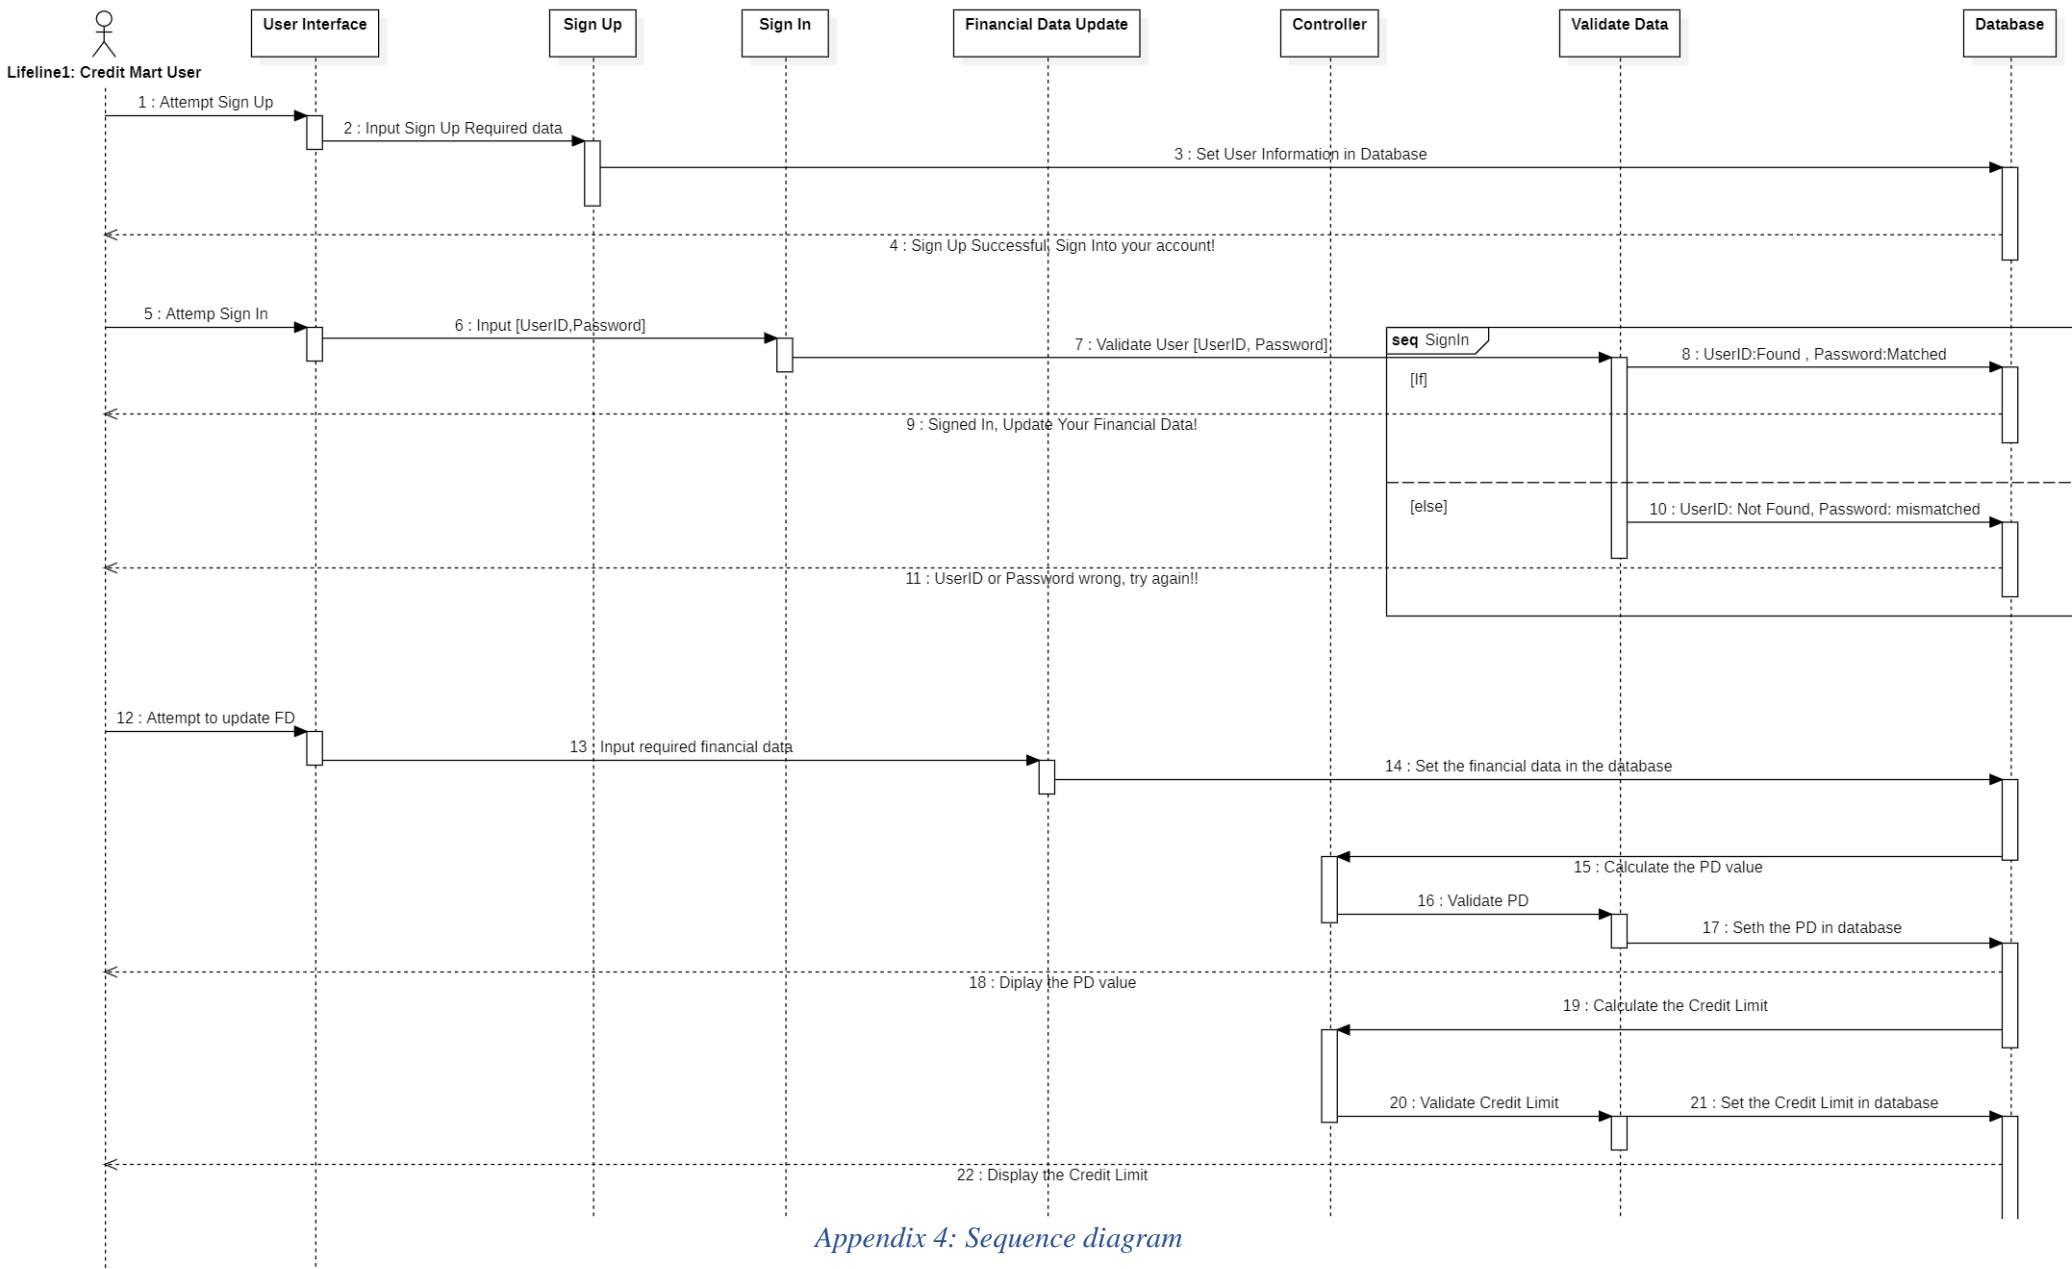 User Interface
Sign Up
Sign In
Financial Data Update
Controller
Validate Data
Database
Lifeline1: Credit Mart User
1 : Attempt Sign Up
2 : Input Sign Up Required data
3 : Set User Information in Database
4 : Sign Up Successful, Sign Into your account!
5 : Attemp Sign In
6 : Input [UserID,Password]
7 : Validate User [UserID, Password]
seq SignIn
8 : UserID:Found , Password:Matched
[If]
9 : Signed In, Update Your Financial Data!
[else]
10 : UserID: Not Found, Password: mismatched
11 : UserID or Password wrong, try again!!
12 : Attempt to update FD
13 : Input required financial data
14 : Set the financial data in the database
15 : Calculate the PD value
16 : Validate PD
17 : Seth the PD in database
18 : Diplay the PD value
19 : Calculate the Credit Limit
20 : Validate Credit Limit
21 : Set the Credit Limit in database
22 : Display the Credit Limit
Appendix 4: Sequence diagram